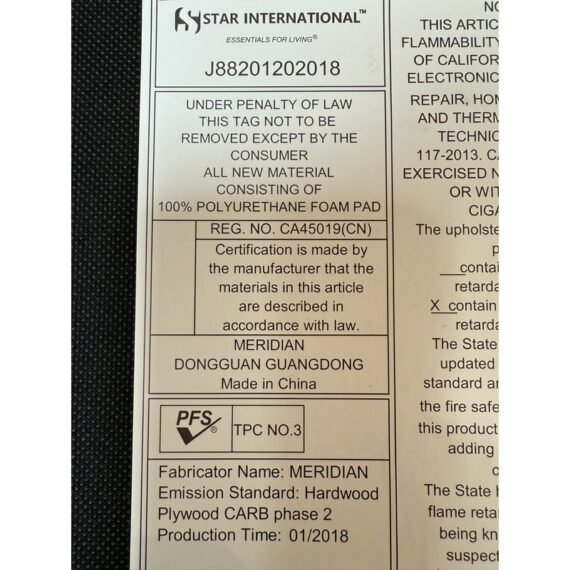 STAR INTERNATIONAL™
ESSENTIALS FOR LIVING®
J88201202018
UNDER PENALTY OF LAW
THIS TAG NOT TO BE
REMOVED EXCEPT BY THE
CONSUMER
ALL NEW MATERIAL
CONSISTING OF
100% POLYURETHANE FOAM PAD
REG. NO. CA45019(CN)
Certification is made by
the manufacturer that the
materials in this article
are described in
accordance with law.
MERIDIAN
DONGGUAN GUANGDONG
Made in China
PFS®
TPC NO.3
Fabricator Name: MERIDIAN
Emission Standard: Hardwood
Plywood CARB phase 2
Production Time: 01/2018
NO
THIS ARTIC
FLAMMABILITY
OF CALIFOR
ELECTRONIC
REPAIR, HOM
AND THERM
TECHNIC
117-2013. CA
EXERCISED N
OR WIT
CIGA
The upholste
p
___contai
retarda
X contain
retarda
The State
updated
standard an
the fire safe
this product
adding
c
The State h
flame reta
being kn
suspect